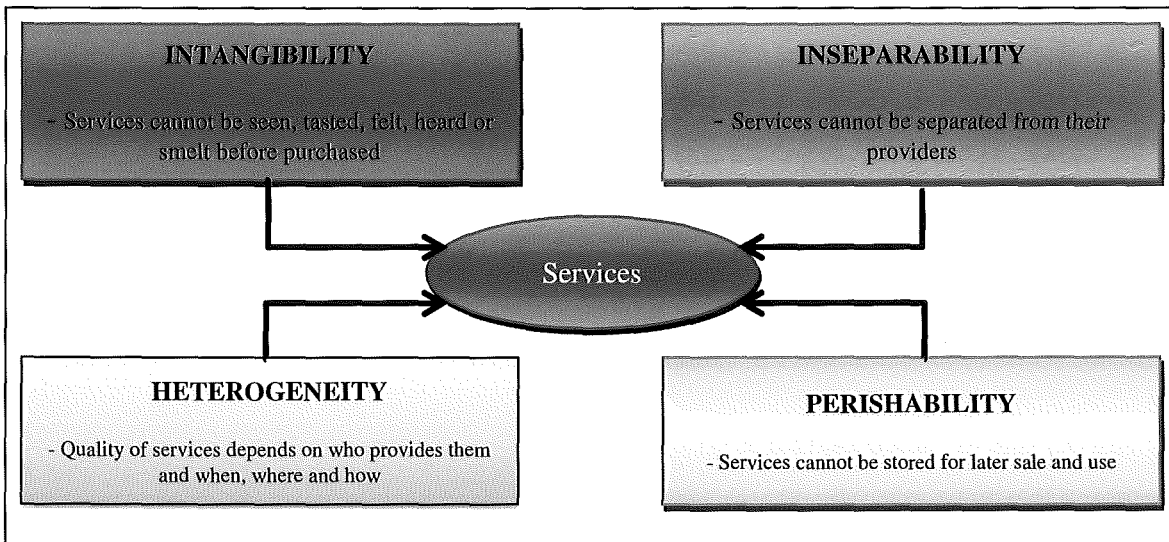 INTANGIBILITY
- Services cannot be seen, tasted, felt, heard or
smelt before purchased
INSEPARABILITY
- Services cannot be separated from their
providers
Services
HETEROGENEITY
- Quality of services depends on who provides them
and when, where and how
PERISHABILITY
- Services cannot be stored for later sale and use